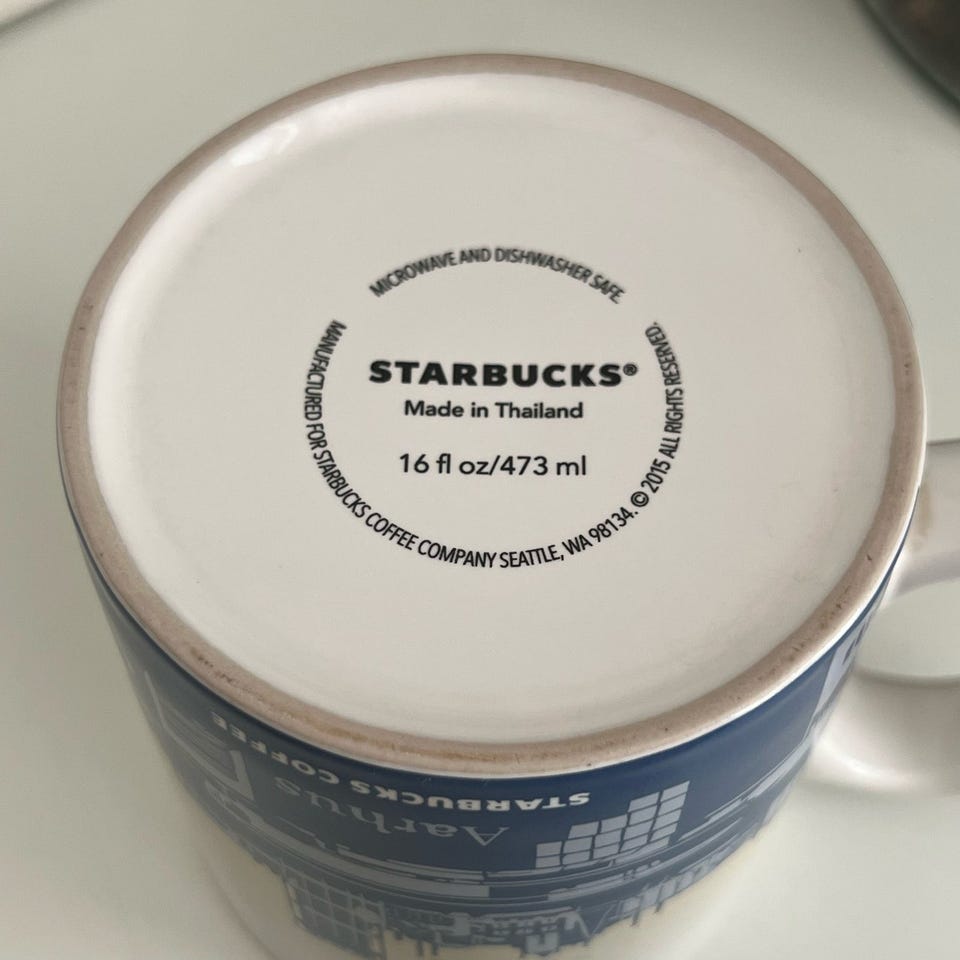 MICROWAVE AND DISHWASHER SAFE.
STARBUCKS®
Made in Thailand
16 fl oz/473 ml
MANUFACTURED FOR STARBUCKS COFFEE COMPANY SEATTLE, WA 98134. © 2015 ALL RIGHTS RESERVED.
STARBUCKS COFFEE
Aarhus